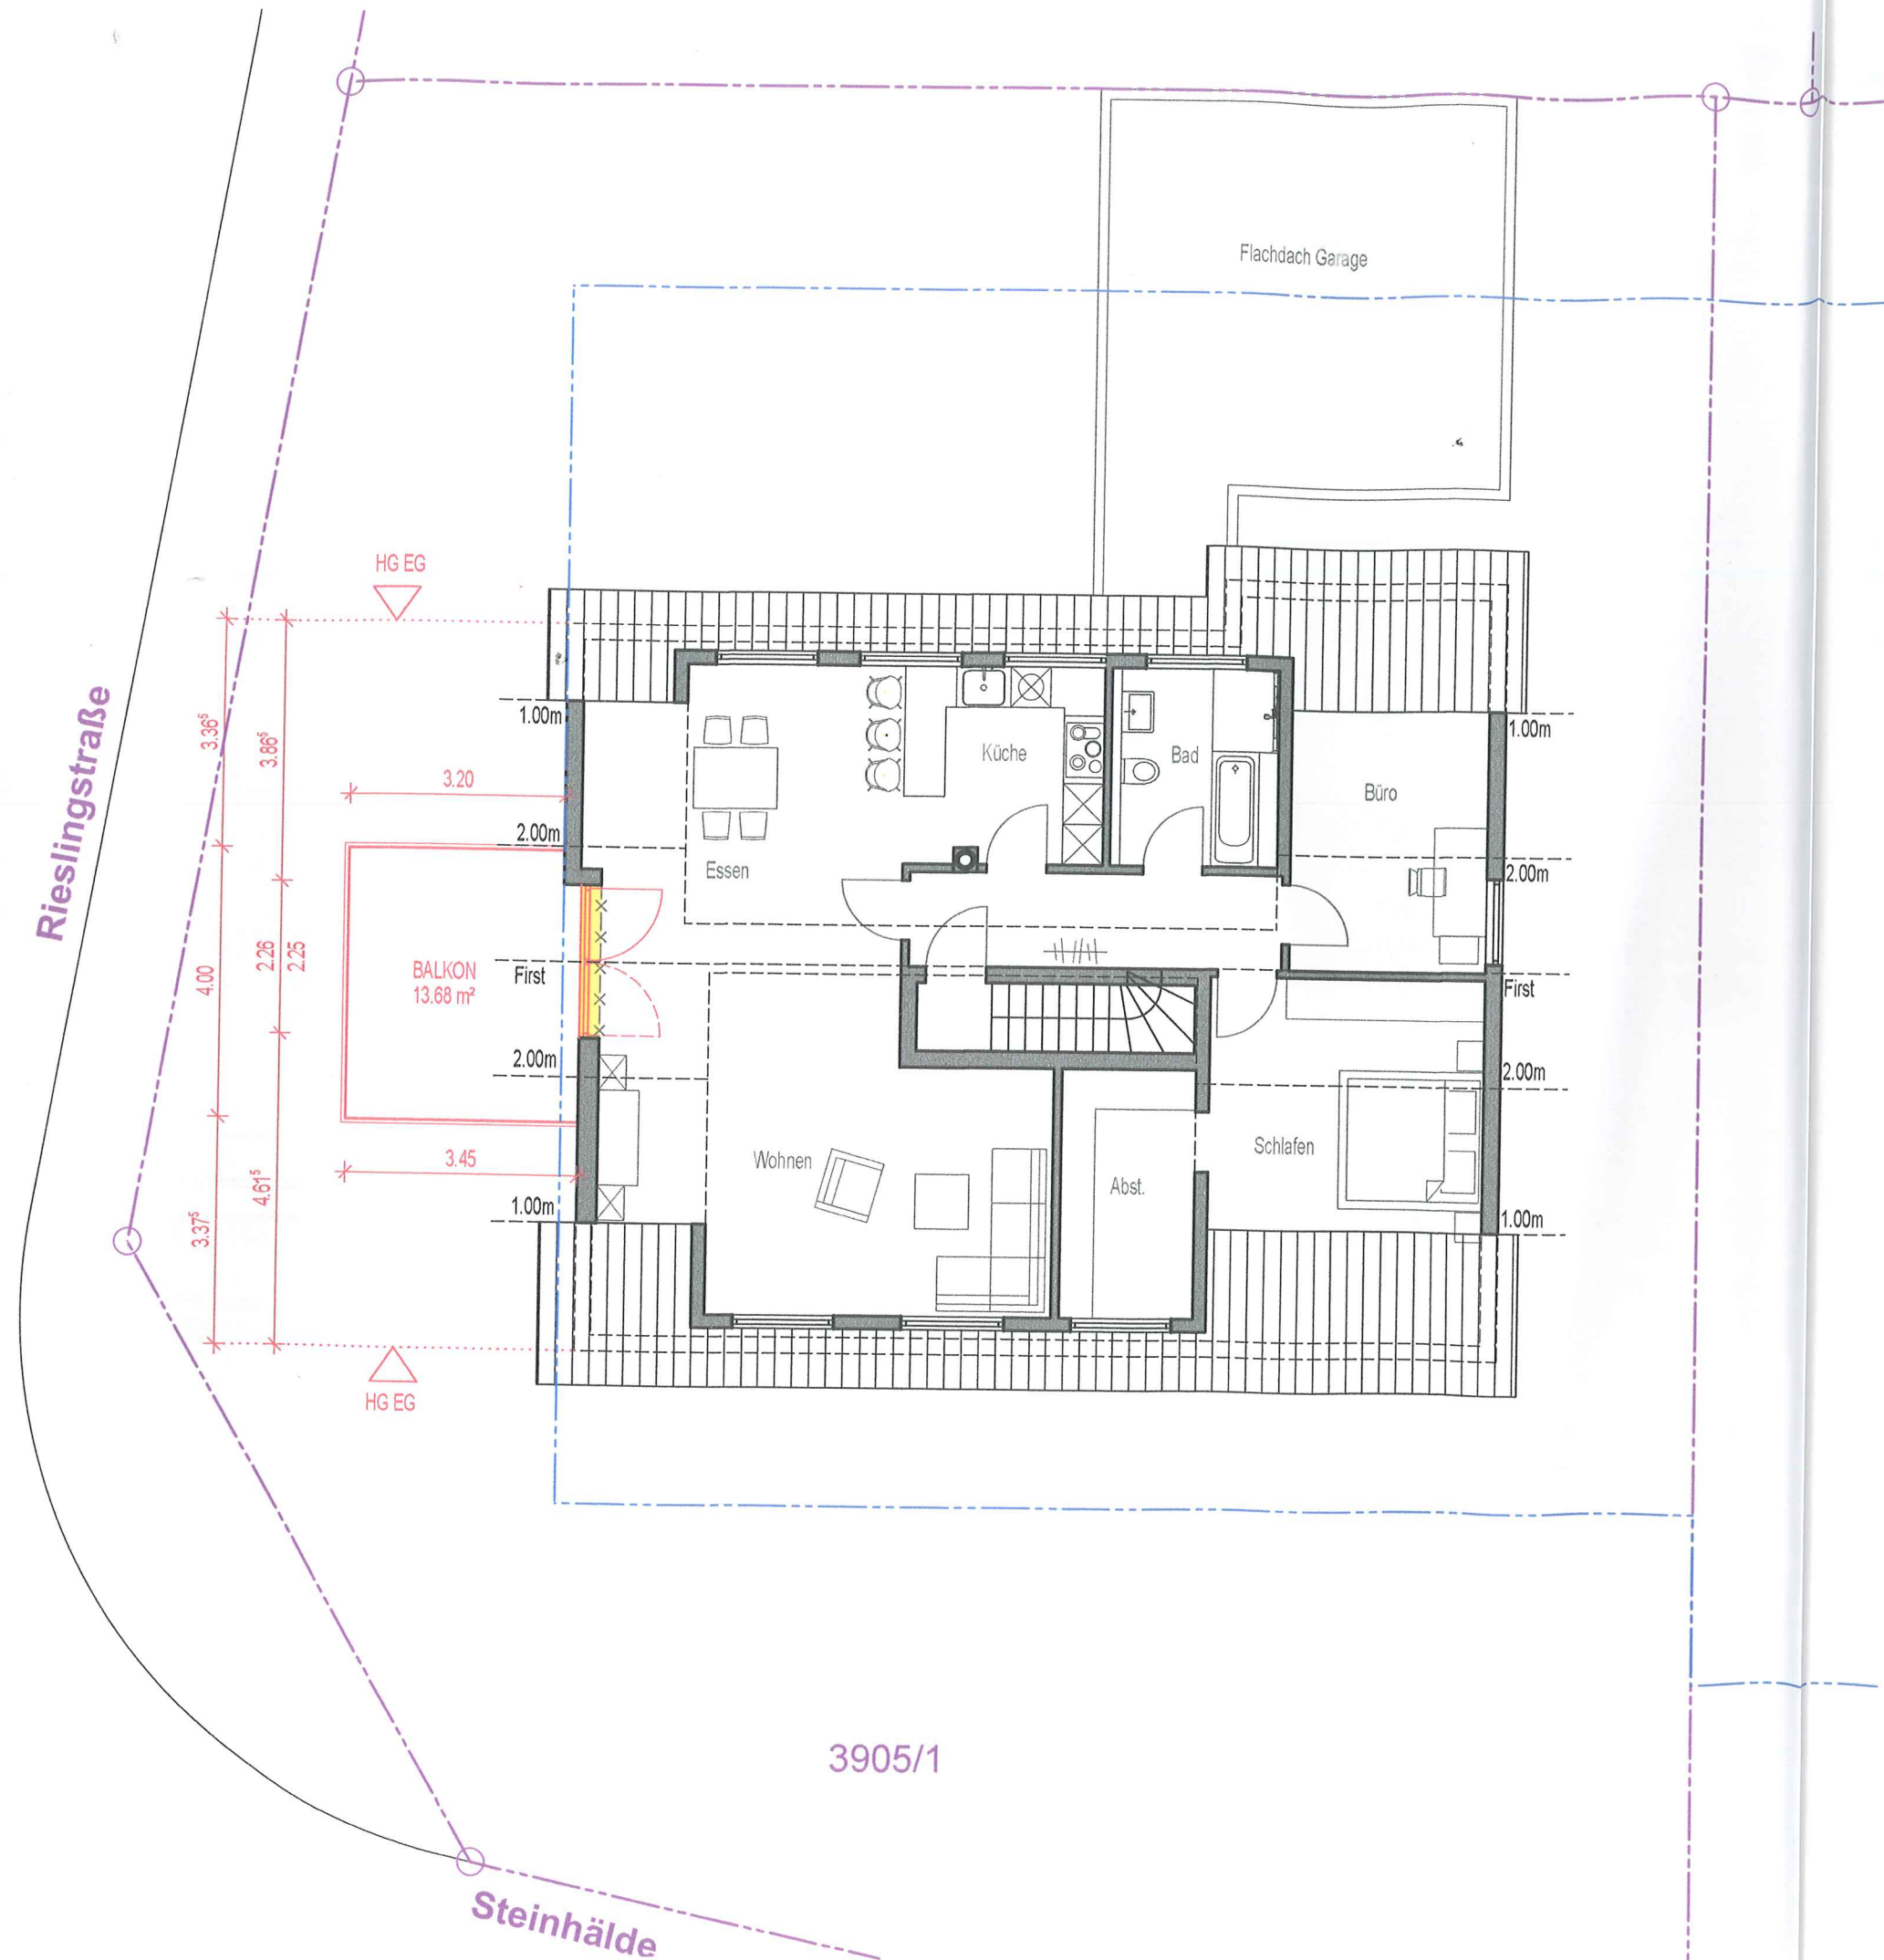 Flachdach Garage
HG EG
3.36⁵
3.86⁵
3.20
1.00m
2.00m
Küche
Bad
Büro
1.00m
2.00m
Essen
Rieslingstraße
4.00
2.26
2.25
BALKON
13.68 m²
First
First
2.00m
2.00m
3.45
Wohnen
Abst.
Schlafen
4.61⁵
3.37⁵
1.00m
1.00m
HG EG
3905/1
Steinhälde